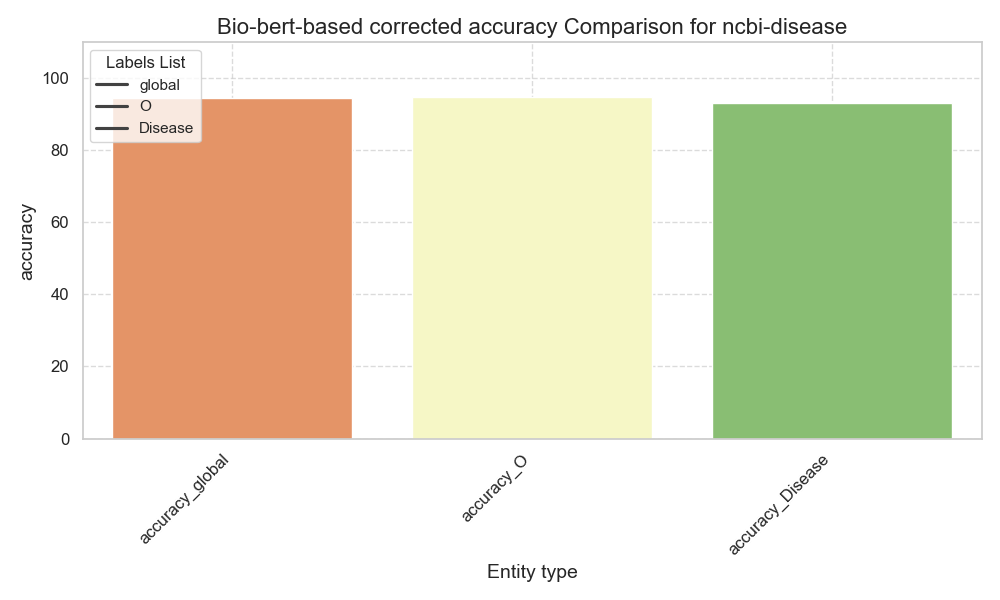 Bio-bert-based corrected accuracy Comparison for ncbi-disease
Labels List
global
O
Disease
100
80
60
40
20
0
accuracy
accuracy_global
accuracy_O
accuracy_Disease
Entity type